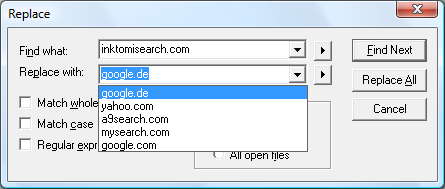 Replace
Find what: inktomisearch.com Find Next
Replace with: google.de Replace All
google.de
yahoo.com
a9search.com
mysearch.com
google.com
Match whole
Match case Cancel
Regular expr
All open files